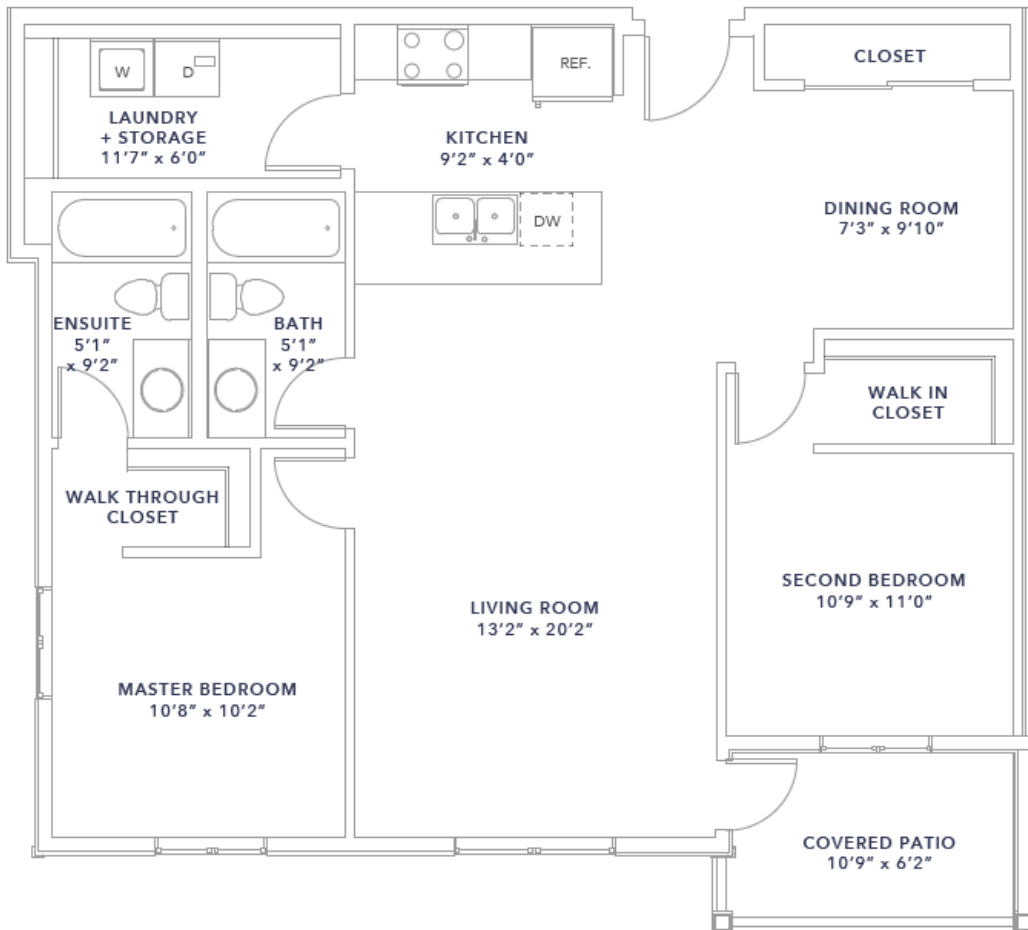 W
D
REF.
CLOSET
LAUNDRY
+ STORAGE
11'7" x 6'0"
KITCHEN
9'2" x 4'0"
DINING ROOM
7'3" x 9'10"
DW
ENSUITE
5'1"
x 9'2"
BATH
5'1"
x 9'2"
WALK IN
CLOSET
WALK THROUGH
CLOSET
SECOND BEDROOM
10'9" x 11'0"
LIVING ROOM
13'2" x 20'2"
MASTER BEDROOM
10'8" x 10'2"
COVERED PATIO
10'9" x 6'2"